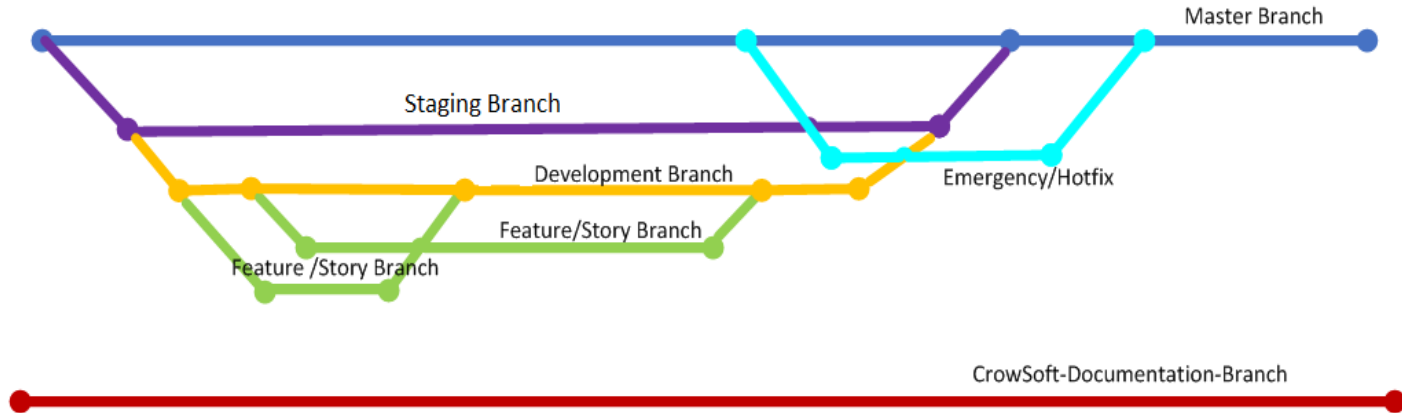 Master Branch
Staging Branch
Development Branch
Emergency/Hotfix
Feature/Story Branch
Feature /Story Branch
CrowSoft-Documentation-Branch